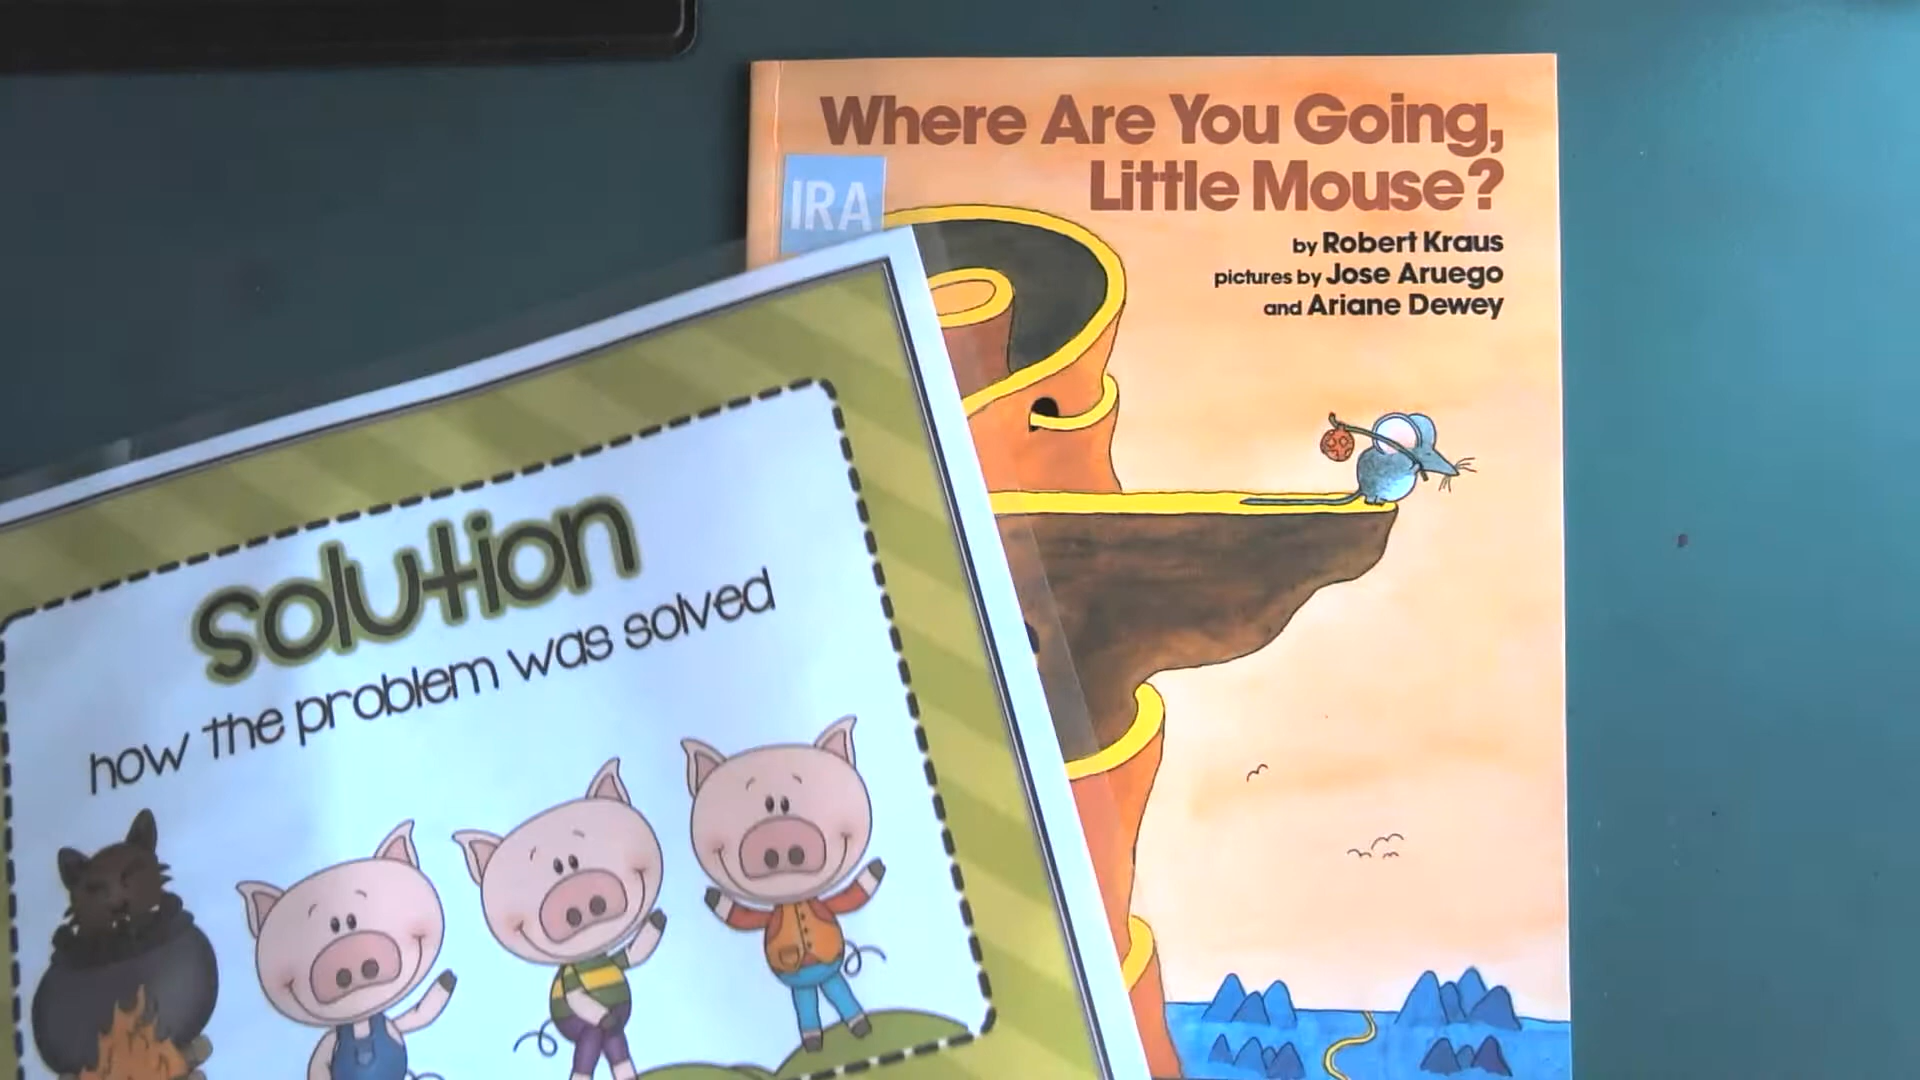 Where Are You Going,
Little Mouse?
IRA
by Robert Kraus
pictures by Jose Aruego
and Ariane Dewey
solution
how the problem was solved